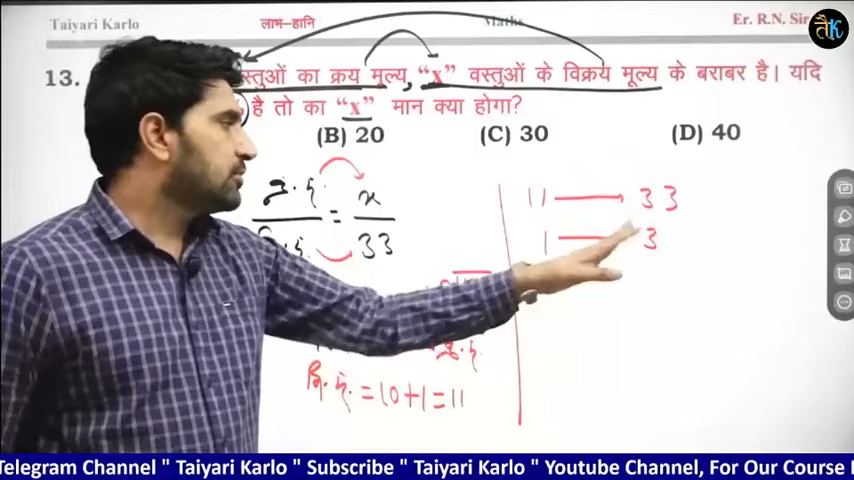 Taiyari Karlo लाभ-हानि Maths Er. R.N. Sir
13. स्तुओं का क्रय मूल्य, “x” वस्तुओं के विक्रय मूल्य के बराबर है। यदि
है तो का “x” मान क्या होगा?
(B) 20 (C) 30 (D) 40
x 11 → 33
= 33 1 → 3
= 10+1 = 11
Telegram Channel " Taiyari Karlo " Subscribe " Taiyari Karlo " Youtube Channel, For Our Course